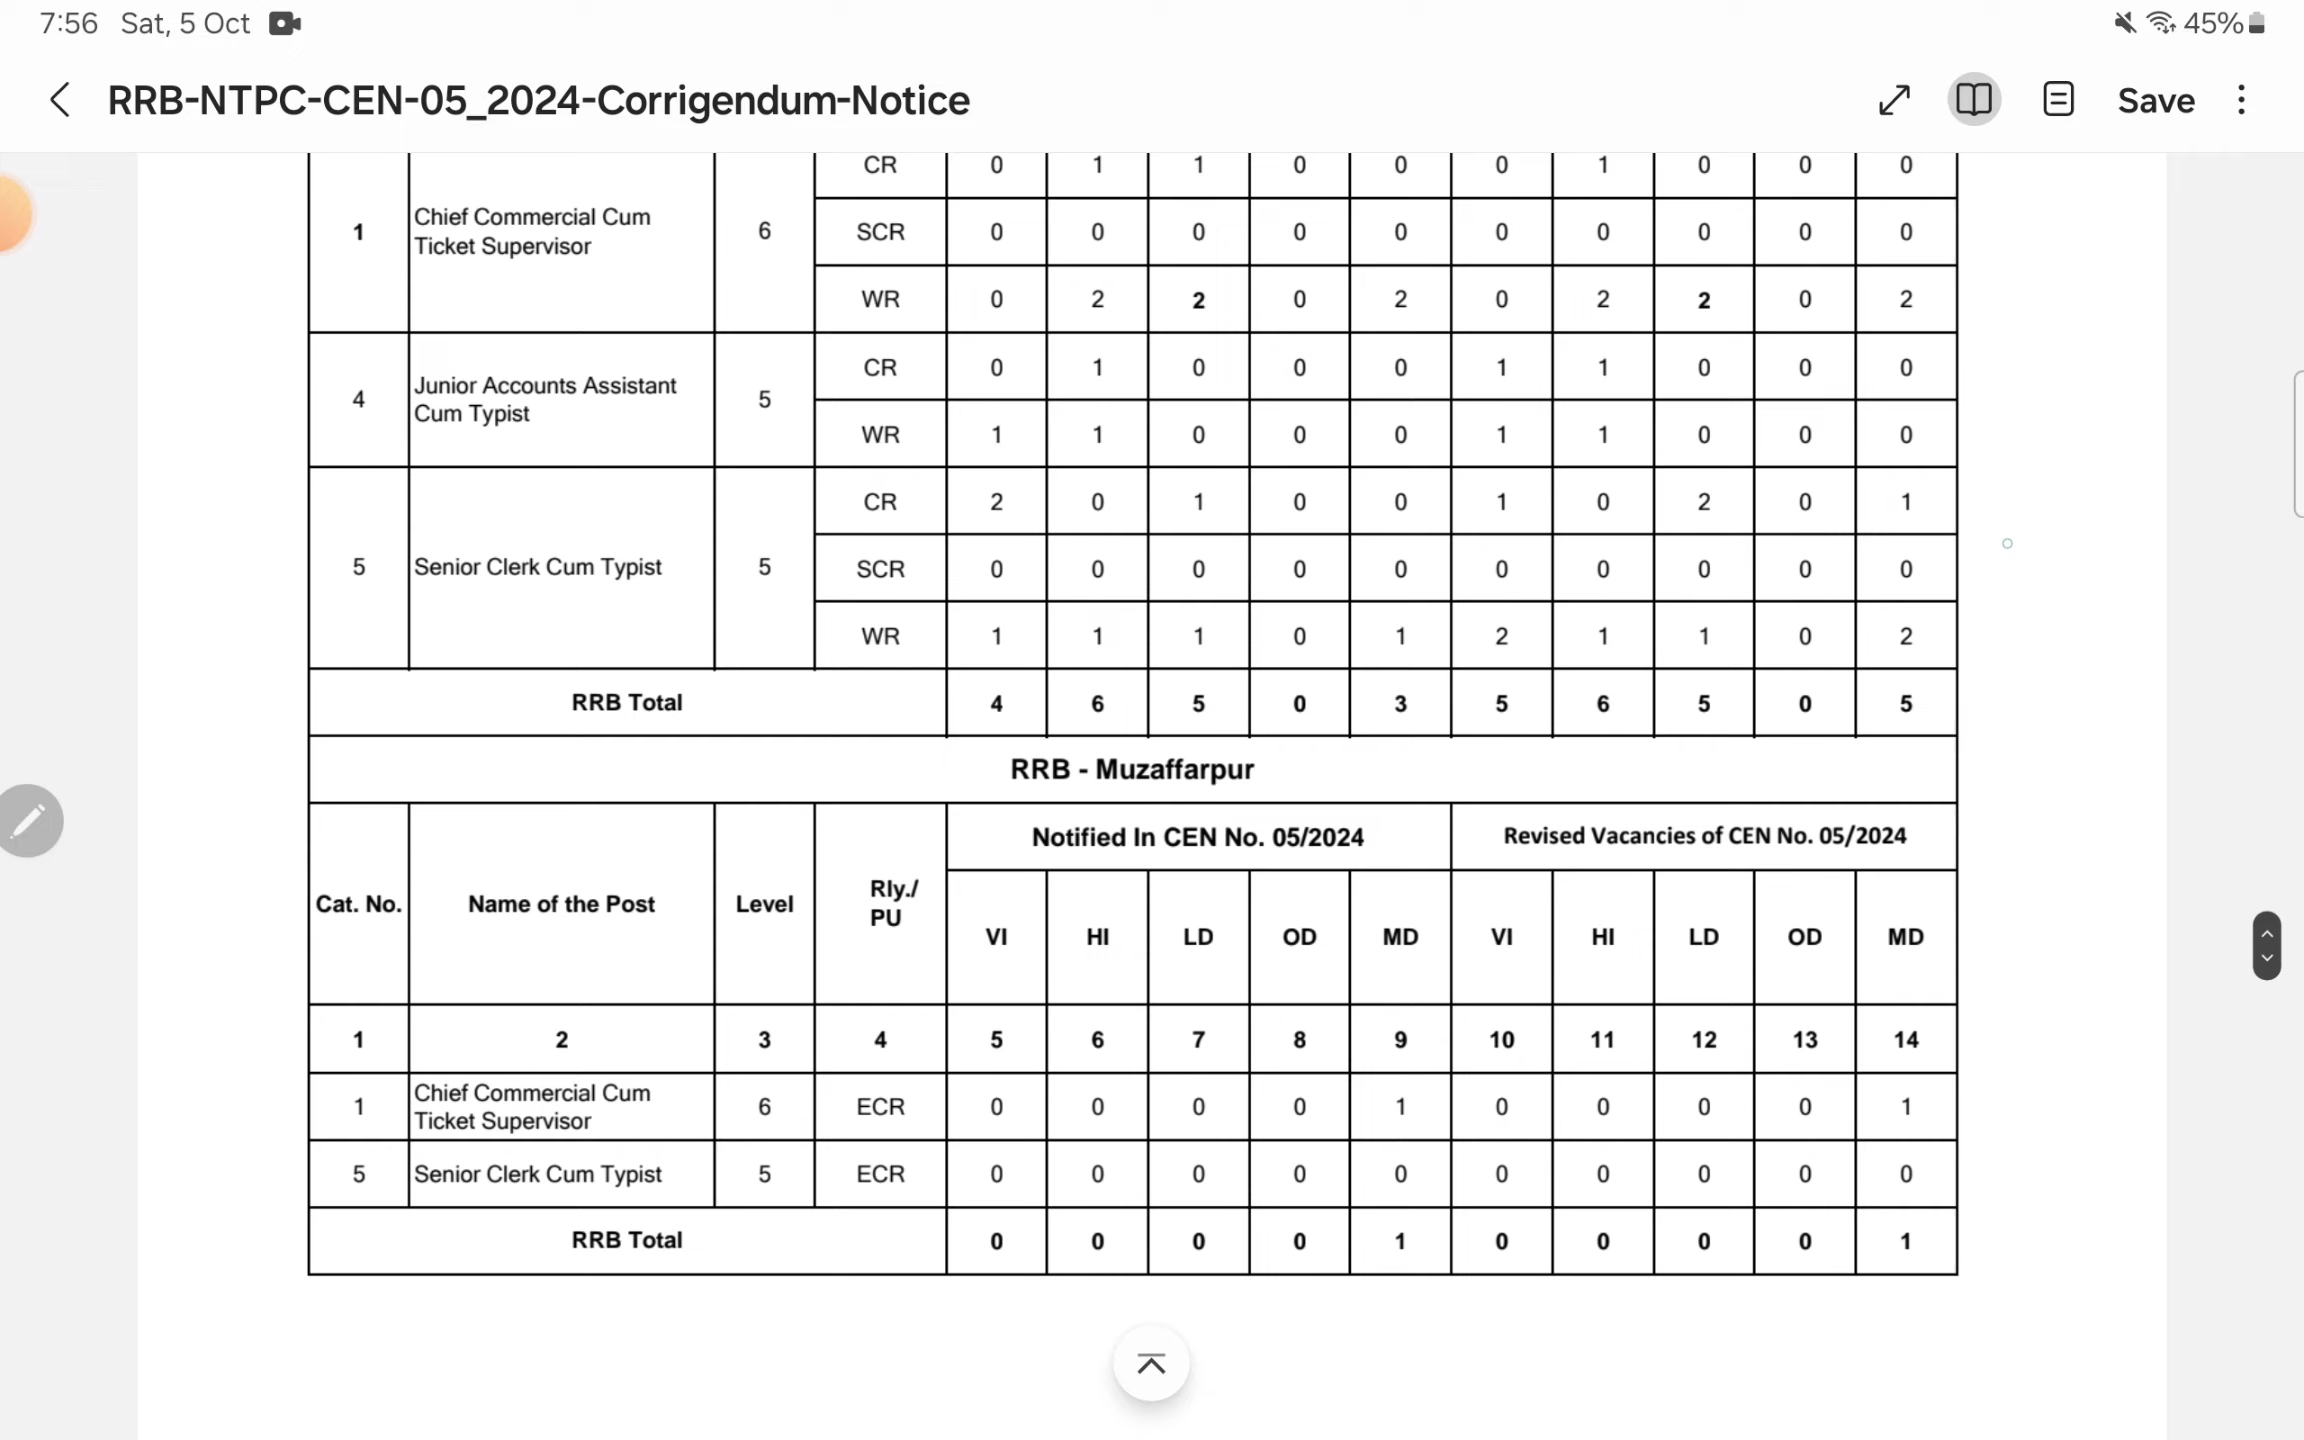 7:56 Sat, 5 Oct 45%
RRB-NTPC-CEN-05_2024-Corrigendum-Notice Save
1 Chief Commercial Cum Ticket Supervisor 6 CR 0 1 1 0 0 0 1 0 0 0
SCR 0 0 0 0 0 0 0 0 0 0
WR 0 2 2 0 2 0 2 2 0 2
4 Junior Accounts Assistant Cum Typist 5 CR 0 1 0 0 0 1 1 0 0 0
WR 1 1 0 0 0 1 1 0 0 0
5 Senior Clerk Cum Typist 5 CR 2 0 1 0 0 1 0 2 0 1
SCR 0 0 0 0 0 0 0 0 0 0
WR 1 1 1 0 1 2 1 1 0 2
RRB Total 4 6 5 0 3 5 6 5 0 5
RRB - Muzaffarpur
Cat. No. Name of the Post Level Rly./ PU Notified In CEN No. 05/2024 Revised Vacancies of CEN No. 05/2024
VI HI LD OD MD VI HI LD OD MD
1 2 3 4 5 6 7 8 9 10 11 12 13 14
1 Chief Commercial Cum Ticket Supervisor 6 ECR 0 0 0 0 1 0 0 0 0 1
5 Senior Clerk Cum Typist 5 ECR 0 0 0 0 0 0 0 0 0 0
RRB Total 0 0 0 0 1 0 0 0 0 1